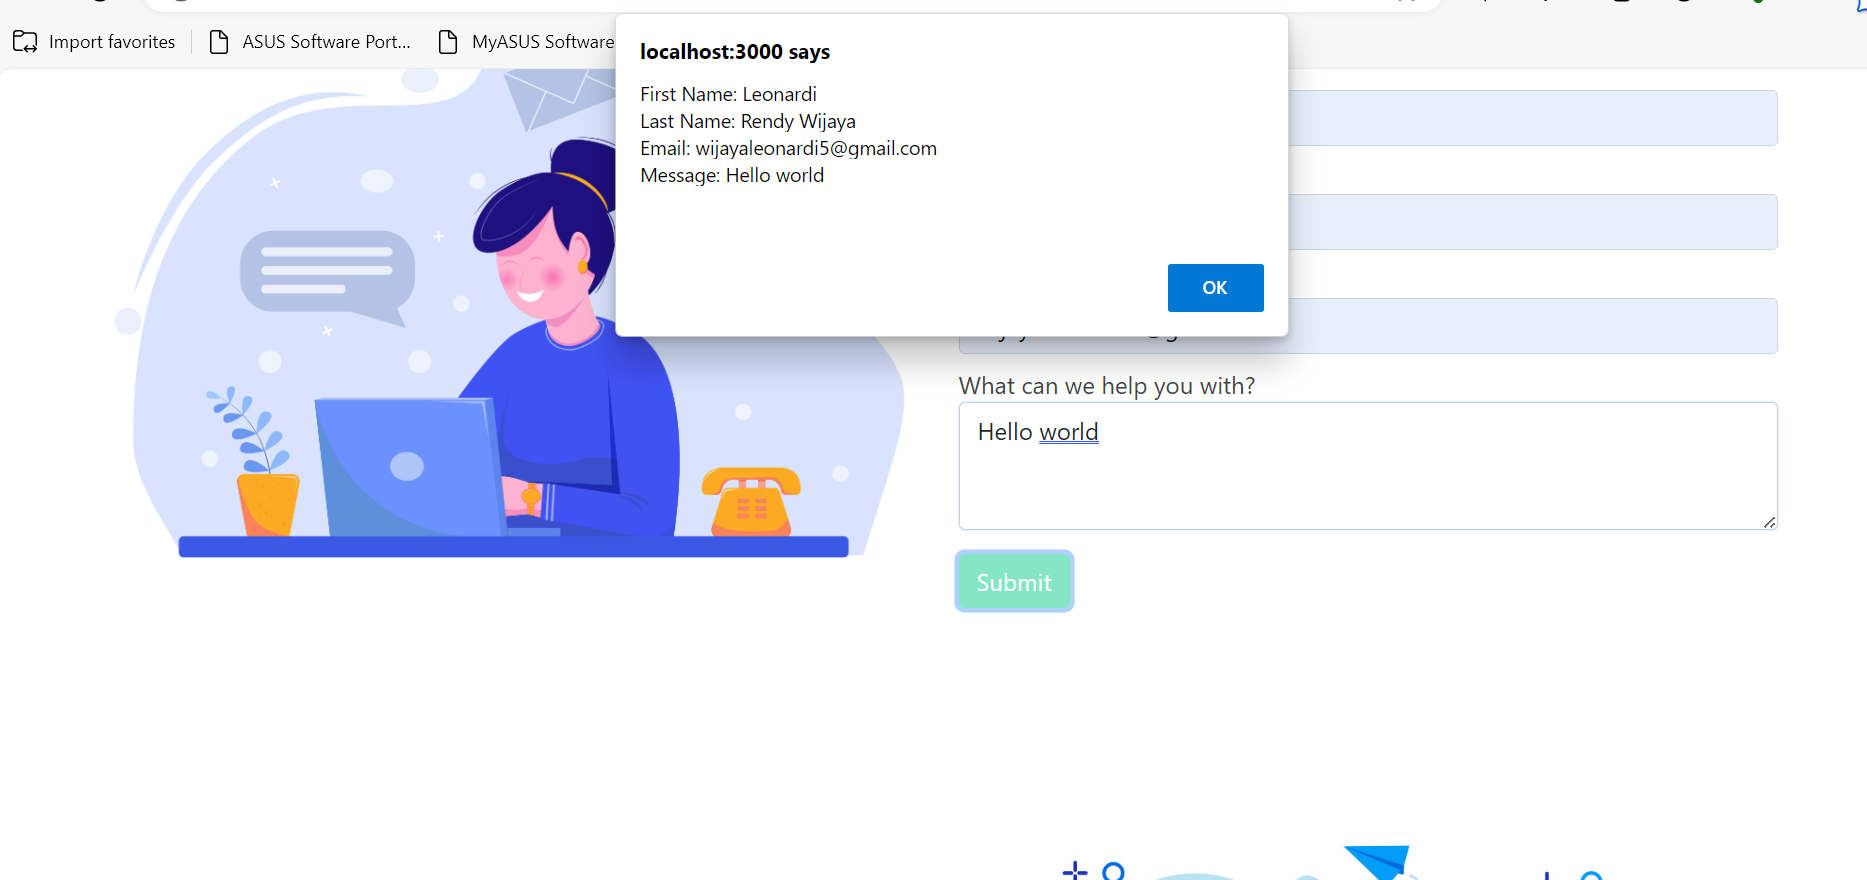 Import favorites
ASUS Software Port...
MyASUS Software
localhost:3000 says
First Name: Leonardi
Last Name: Rendy Wijaya
Email: wijayaleonardi5@gmail.com
Message: Hello world
OK
What can we help you with?
Hello world
Submit